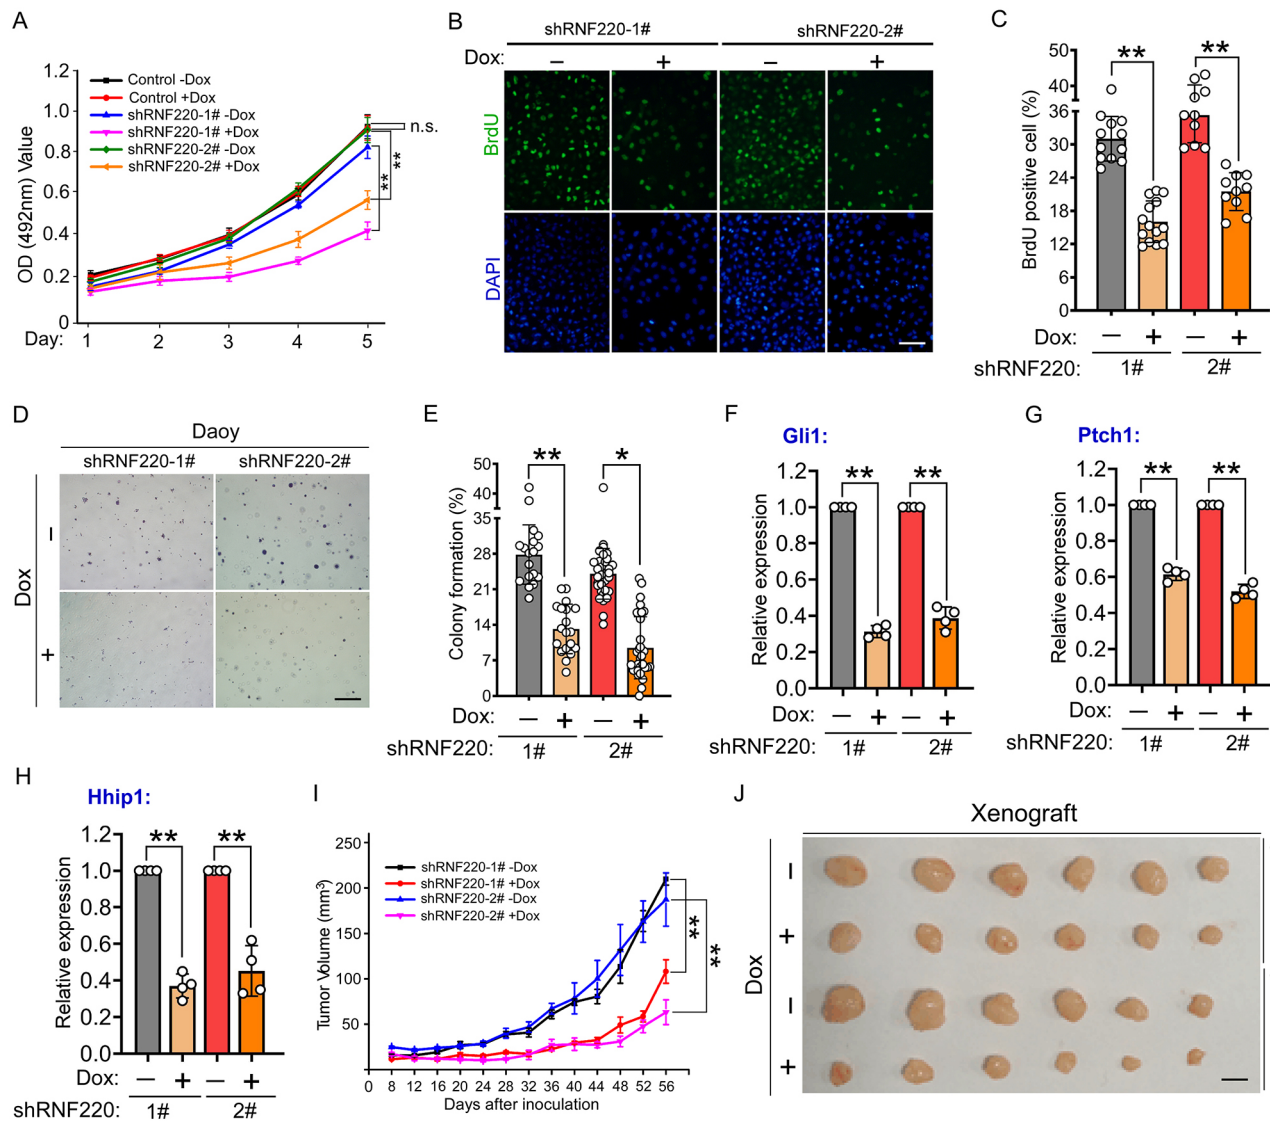 A
OD (492nm) Value
1.2
1.0
0.8
0.6
0.4
0.2
0
Control -Dox
Control +Dox
shRNF220-1# -Dox
shRNF220-1# +Dox
shRNF220-2# -Dox
shRNF220-2# +Dox
n.s.
**
**
Day: 1 2 3 4 5
B
shRNF220-1# shRNF220-2#
Dox: — + — +
BrdU
DAPI
C
BrdU positive cell (%)
50
40
36
30
24
18
12
6
0
** **
Dox: — + — +
shRNF220: 1# 2#
D
Daoy
shRNF220-1# shRNF220-2#
Dox
—
+
E
Colony formation (%)
50
40
35
28
21
14
7
0
** *
Dox: — + — +
shRNF220: 1# 2#
F
Gli1:
Relative expression
1.2
1.0
0.8
0.6
0.4
0.2
0.0
** **
Dox: — + — +
shRNF220: 1# 2#
G
Ptch1:
Relative expression
1.2
1.0
0.8
0.6
0.4
0.2
0.0
** **
Dox: — + — +
shRNF220: 1# 2#
H
Hhip1:
Relative expression
1.2
1.0
0.8
0.6
0.4
0.2
0.0
** **
Dox: — + — +
shRNF220: 1# 2#
I
Tumor Volume (mm³)
250
200
150
100
50
shRNF220-1# -Dox
shRNF220-1# +Dox
shRNF220-2# -Dox
shRNF220-2# +Dox
**
**
0 8 12 16 20 24 28 32 36 40 44 48 52 56
Days after inoculation
J
Xenograft
Dox
—
+
—
+